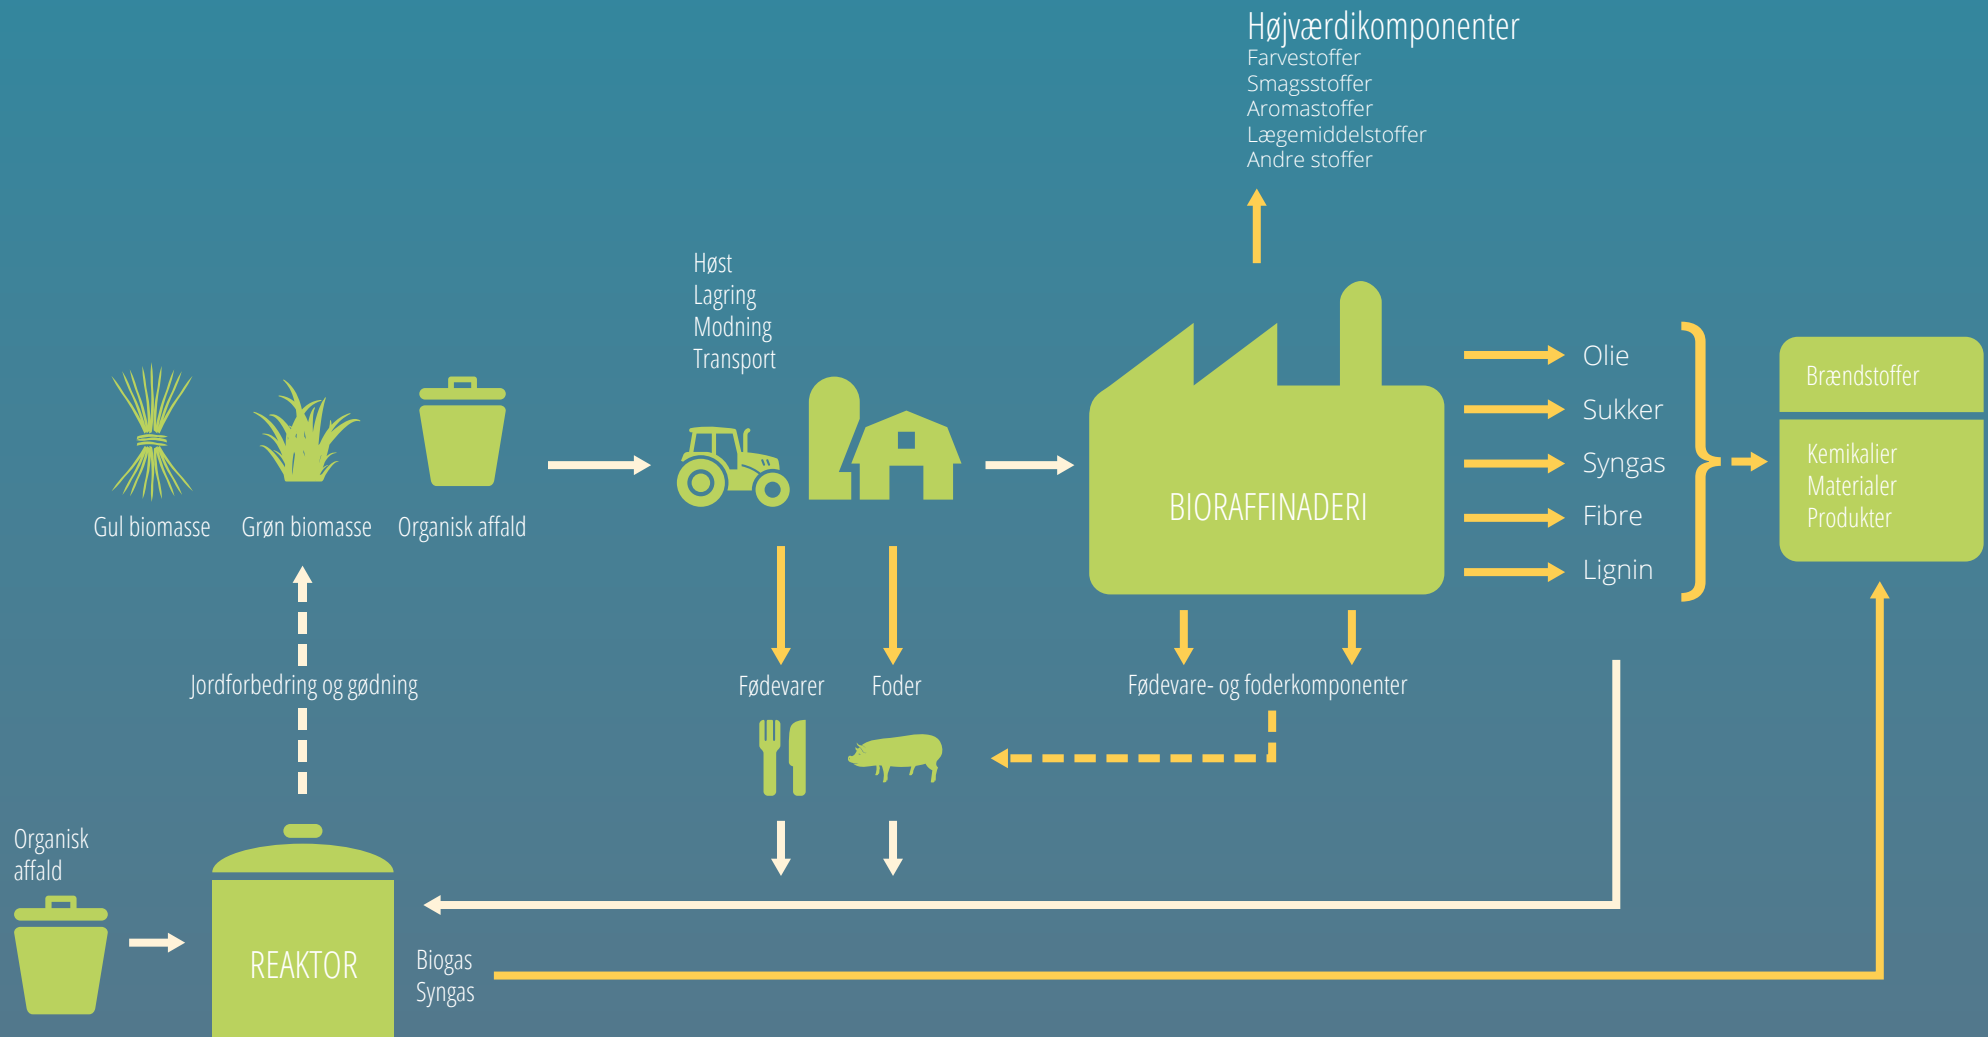 Højværdikomponenter
Farvestoffer
Smagsstoffer
Aromastoffer
Lægemiddelstoffer
Andre stoffer
Høst
Lagring
Modning
Transport
Gul biomasse
Grøn biomasse
Organisk affald
BIORAFFINADERI
Olie
Sukker
Syngas
Fibre
Lignin
Brændstoffer
Kemikalier
Materialer
Produkter
Jordforbedring og gødning
Fødevarer
Foder
Fødevare- og foderkomponenter
Organisk
affald
REAKTOR
Biogas
Syngas